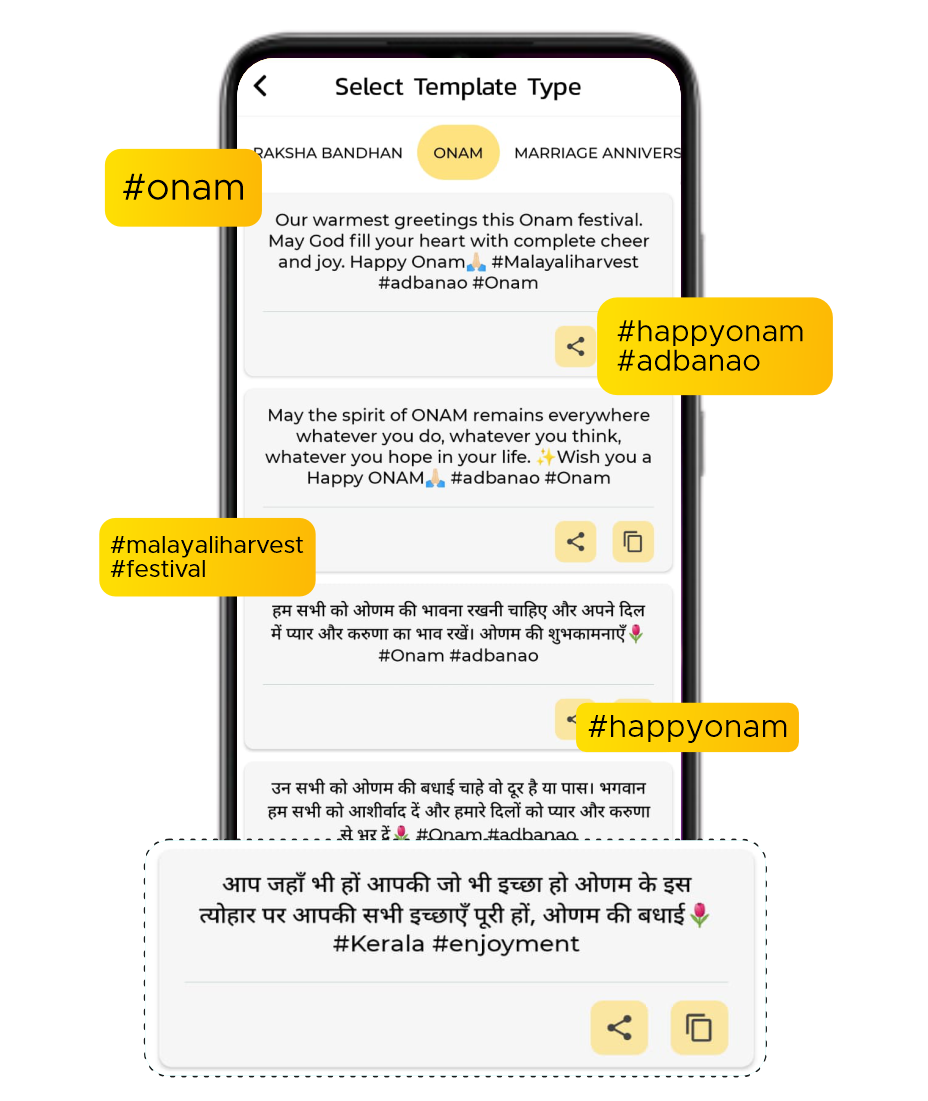 Select Template Type
RAKSHA BANDHAN
ONAM
MARRIAGE ANNIVERS
#onam
Our warmest greetings this Onam festival.
May God fill your heart with complete cheer
and joy. Happy Onam🙏🏻 #Malayaliharvest
#adbanao #Onam
#happyonam
#adbanao
May the spirit of ONAM remains everywhere
whatever you do, whatever you think,
whatever you hope in your life. ✨Wish you a
Happy ONAM🙏🏻 #adbanao #Onam
#malayaliharvest
#festival
हम सभी को ओणम की भावना रखनी चाहिए और अपने दिल
में प्यार और करुणा का भाव रखें। ओणम की शुभकामनाएँ🌷
#Onam #adbanao
#happyonam
उन सभी को ओणम की बधाई चाहे वो दूर है या पास। भगवान
हम सभी को आशीर्वाद दें और हमारे दिलों को प्यार और करुणा
से भर दें🌷 #Onam #adbanao
आप जहाँ भी हों आपकी जो भी इच्छा हो ओणम के इस
त्योहार पर आपकी सभी इच्छाएँ पूरी हों, ओणम की बधाई🌷
#Kerala #enjoyment